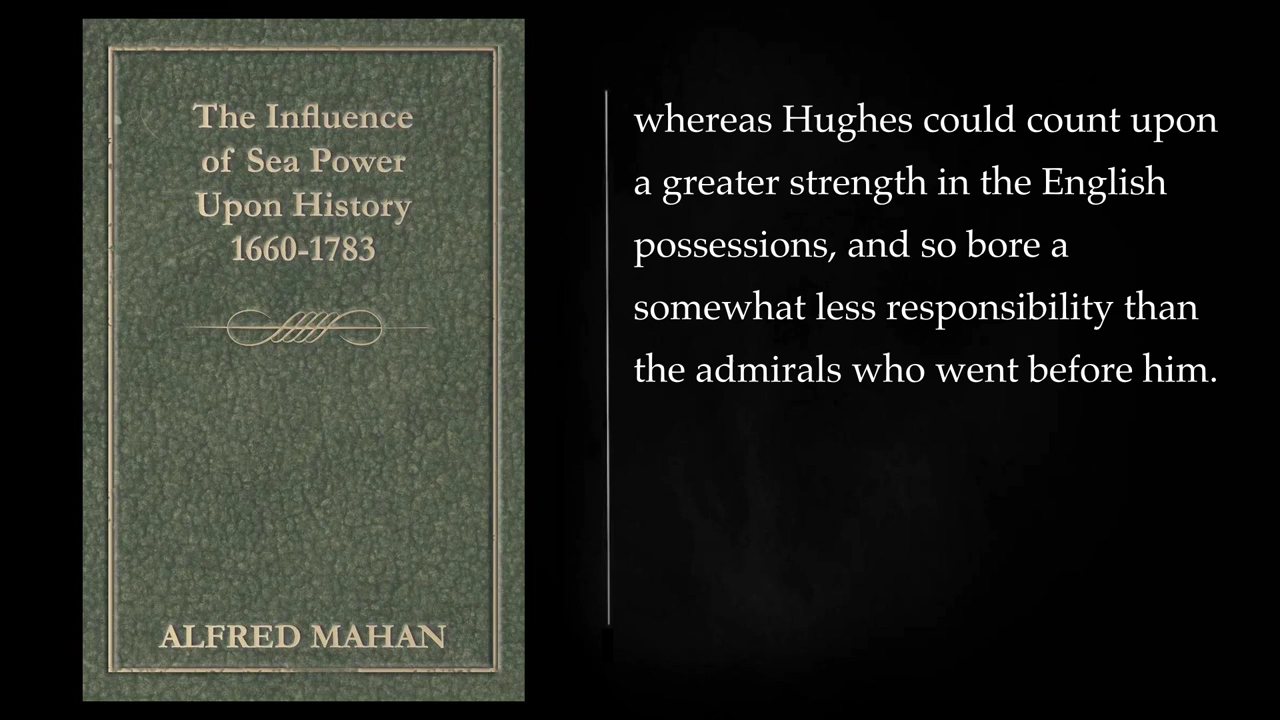 The Influence
of Sea Power
Upon History
1660-1783
ALFRED MAHAN
whereas Hughes could count upon
a greater strength in the English
possessions, and so bore a
somewhat less responsibility than
the admirals who went before him.